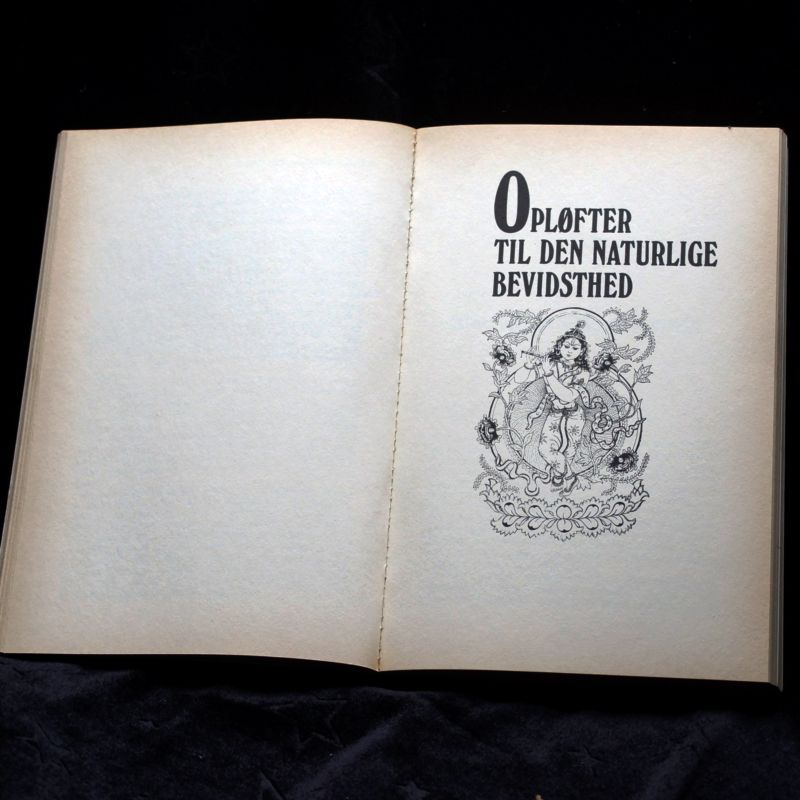 OPLØFTER
TIL DEN NATURLIGE
BEVIDSTHED